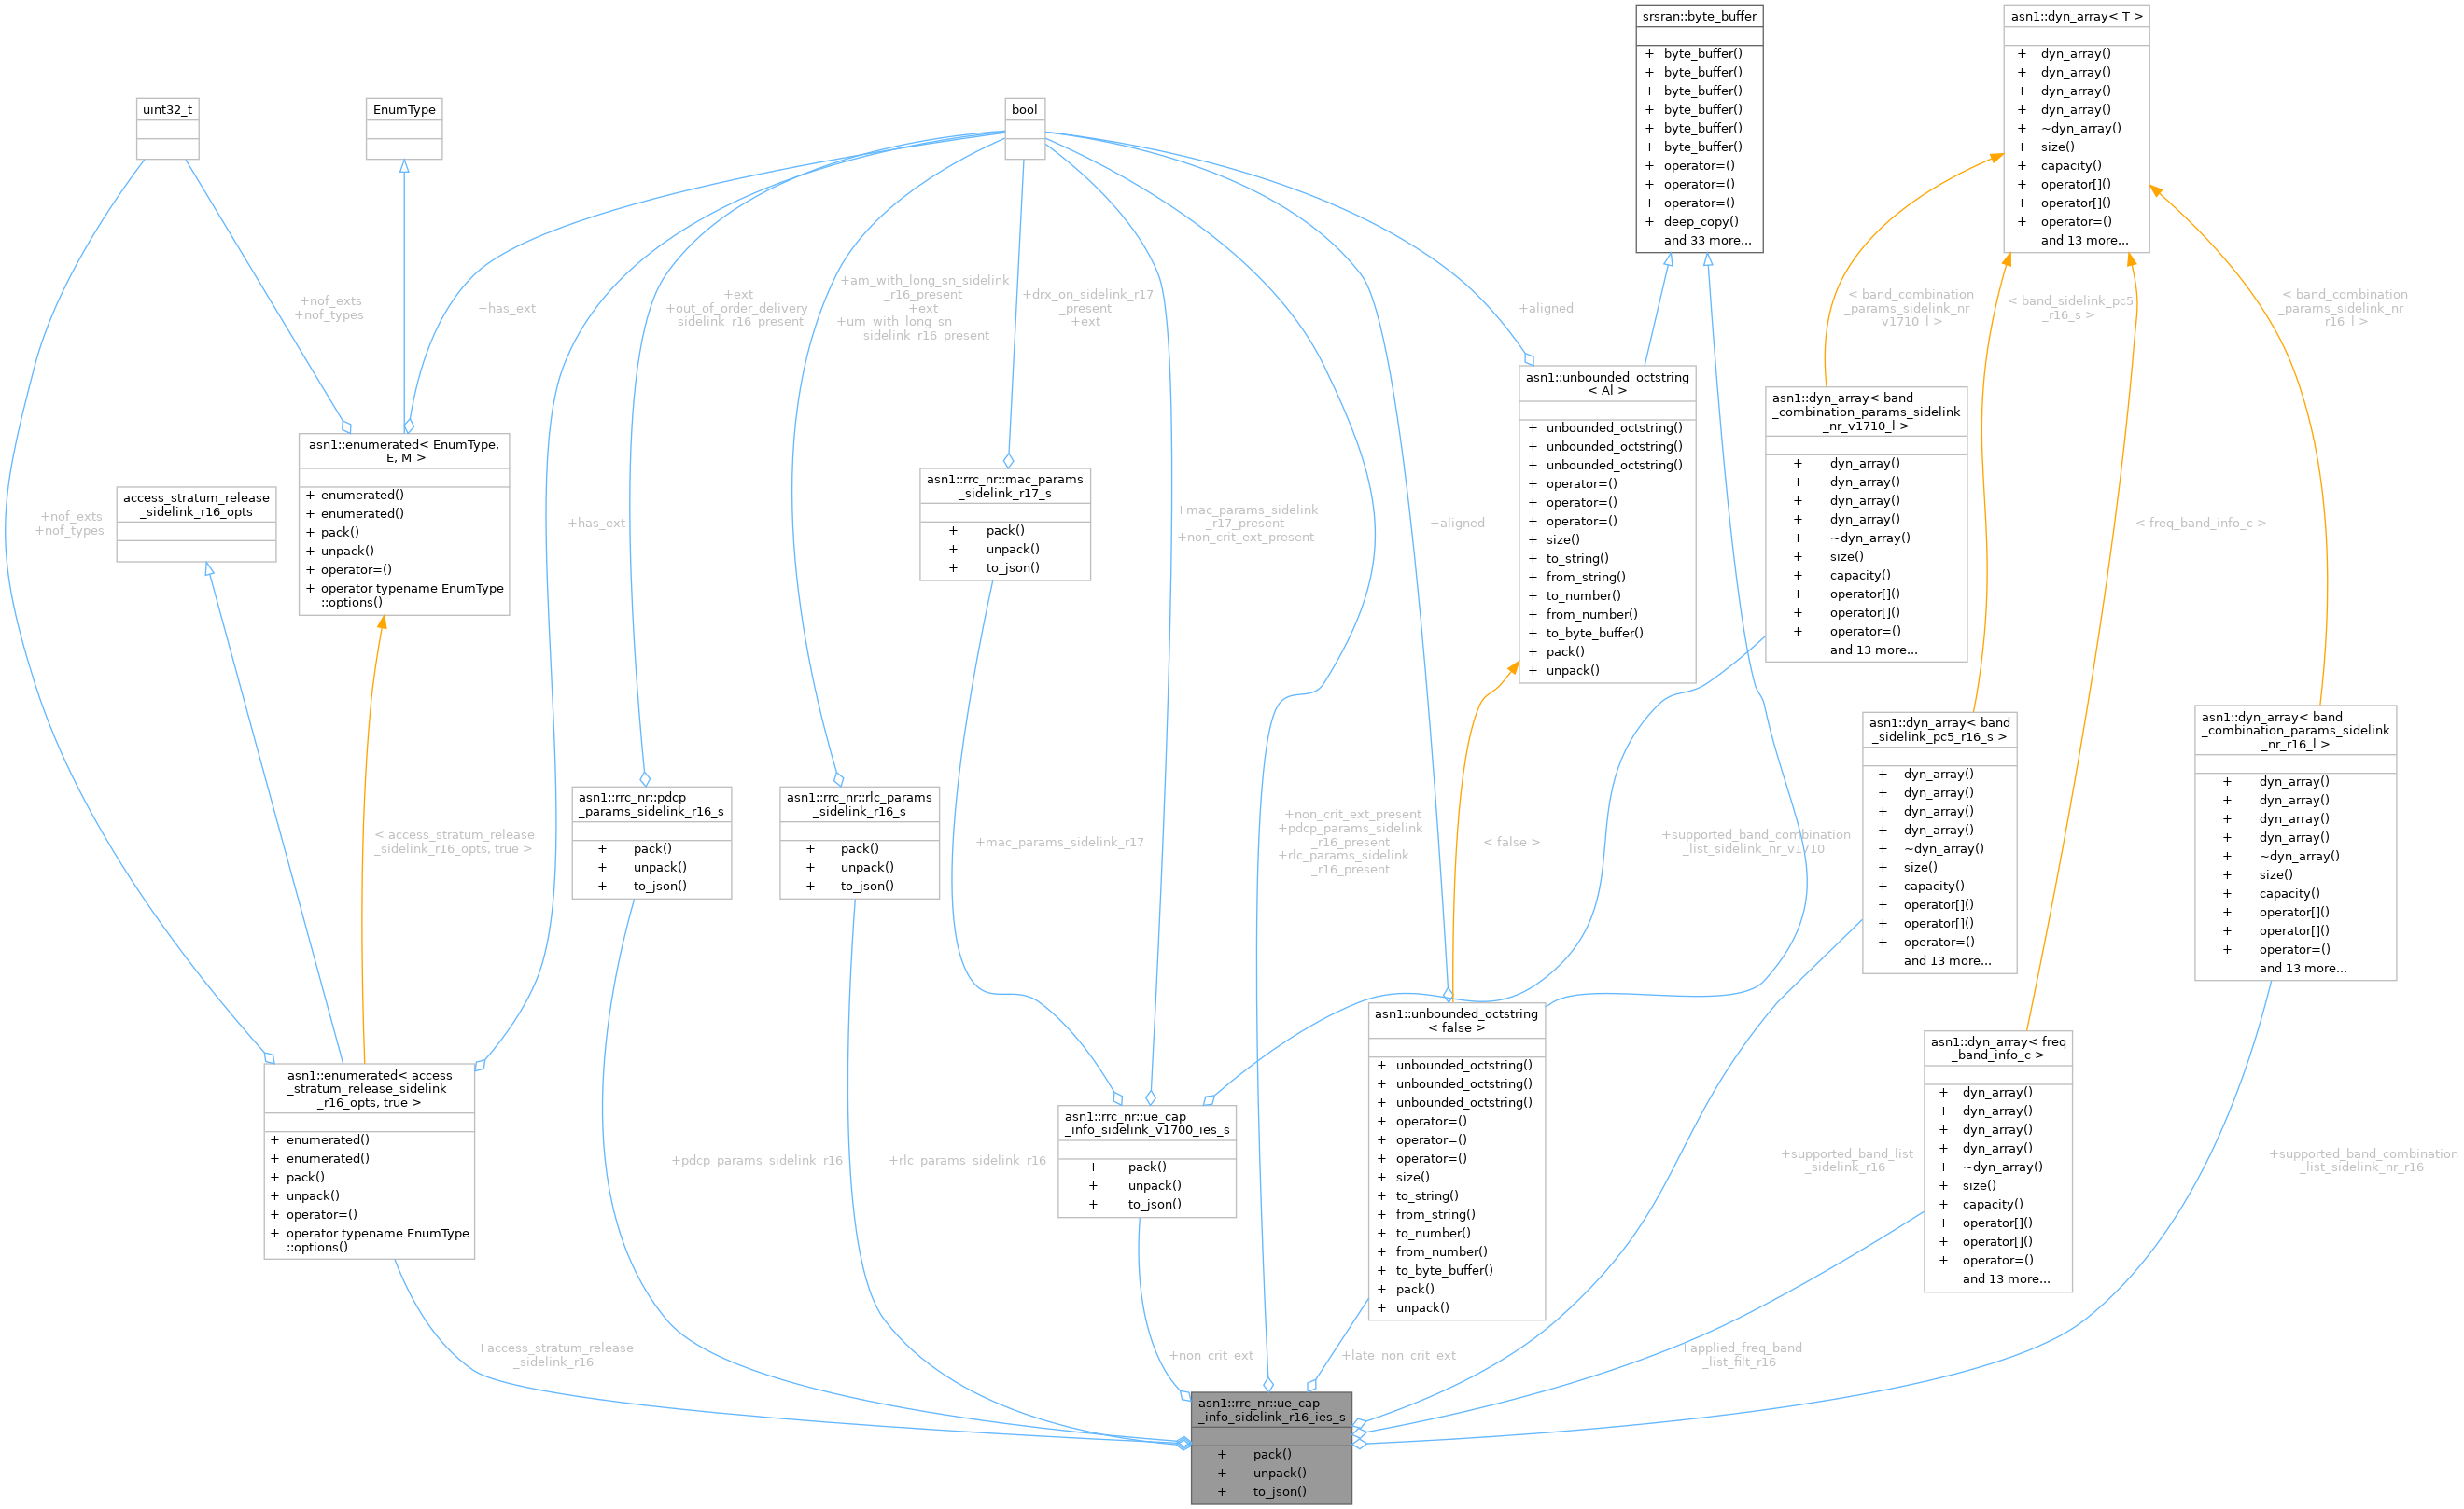 srsran::byte_buffer
+ byte_buffer()
+ byte_buffer()
+ byte_buffer()
+ byte_buffer()
+ byte_buffer()
+ byte_buffer()
+ operator=()
+ operator=()
+ operator=()
+ deep_copy()
and 33 more...
asn1::dyn_array< T >
+ dyn_array()
+ dyn_array()
+ dyn_array()
+ dyn_array()
+ ~dyn_array()
+ size()
+ capacity()
+ operator[]()
+ operator[]()
+ operator=()
and 13 more...
uint32_t
EnumType
bool
+nof_exts
+nof_types
+has_ext
+ext
+out_of_order_delivery
_sidelink_r16_present
+am_with_long_sn_sidelink
_r16_present
+ext
+um_with_long_sn
_sidelink_r16_present
+drx_on_sidelink_r17
_present
+ext
+aligned
< band_combination
_params_sidelink_nr
_v1710_l >
< band_sidelink_pc5
_r16_s >
< band_combination
_params_sidelink_nr
_r16_l >
asn1::unbounded_octstring
< Al >
+ unbounded_octstring()
+ unbounded_octstring()
+ unbounded_octstring()
+ operator=()
+ operator=()
+ operator=()
+ size()
+ to_string()
+ from_string()
+ to_number()
+ from_number()
+ to_byte_buffer()
+ pack()
+ unpack()
asn1::dyn_array< band
_combination_params_sidelink
_nr_v1710_l >
+ dyn_array()
+ dyn_array()
+ dyn_array()
+ dyn_array()
+ ~dyn_array()
+ size()
+ capacity()
+ operator[]()
+ operator[]()
+ operator=()
and 13 more...
asn1::enumerated< EnumType,
E, M >
+ enumerated()
+ enumerated()
+ pack()
+ unpack()
+ operator=()
+ operator typename EnumType
::options()
access_stratum_release
_sidelink_r16_opts
+nof_exts
+nof_types
+has_ext
asn1::rrc_nr::mac_params
_sidelink_r17_s
+ pack()
+ unpack()
+ to_json()
+mac_params_sidelink
_r17_present
+non_crit_ext_present
+aligned
< freq_band_info_c >
asn1::dyn_array< band
_sidelink_pc5_r16_s >
+ dyn_array()
+ dyn_array()
+ dyn_array()
+ dyn_array()
+ ~dyn_array()
+ size()
+ capacity()
+ operator[]()
+ operator[]()
+ operator=()
and 13 more...
asn1::dyn_array< band
_combination_params_sidelink
_nr_r16_l >
+ dyn_array()
+ dyn_array()
+ dyn_array()
+ dyn_array()
+ ~dyn_array()
+ size()
+ capacity()
+ operator[]()
+ operator[]()
+ operator=()
and 13 more...
< access_stratum_release
_sidelink_r16_opts, true >
asn1::rrc_nr::pdcp
_params_sidelink_r16_s
+ pack()
+ unpack()
+ to_json()
asn1::rrc_nr::rlc_params
_sidelink_r16_s
+ pack()
+ unpack()
+ to_json()
+mac_params_sidelink_r17
+non_crit_ext_present
+pdcp_params_sidelink
_r16_present
+rlc_params_sidelink
_r16_present
< false >
+supported_band_combination
_list_sidelink_nr_v1710
asn1::unbounded_octstring
< false >
+ unbounded_octstring()
+ unbounded_octstring()
+ unbounded_octstring()
+ operator=()
+ operator=()
+ operator=()
+ size()
+ to_string()
+ from_string()
+ to_number()
+ from_number()
+ to_byte_buffer()
+ pack()
+ unpack()
asn1::dyn_array< freq
_band_info_c >
+ dyn_array()
+ dyn_array()
+ dyn_array()
+ dyn_array()
+ ~dyn_array()
+ size()
+ capacity()
+ operator[]()
+ operator[]()
+ operator=()
and 13 more...
asn1::enumerated< access
_stratum_release_sidelink
_r16_opts, true >
+ enumerated()
+ enumerated()
+ pack()
+ unpack()
+ operator=()
+ operator typename EnumType
::options()
+pdcp_params_sidelink_r16
+rlc_params_sidelink_r16
asn1::rrc_nr::ue_cap
_info_sidelink_v1700_ies_s
+ pack()
+ unpack()
+ to_json()
+supported_band_list
_sidelink_r16
+supported_band_combination
_list_sidelink_nr_r16
+access_stratum_release
_sidelink_r16
+non_crit_ext
+late_non_crit_ext
+applied_freq_band
_list_filt_r16
asn1::rrc_nr::ue_cap
_info_sidelink_r16_ies_s
+ pack()
+ unpack()
+ to_json()